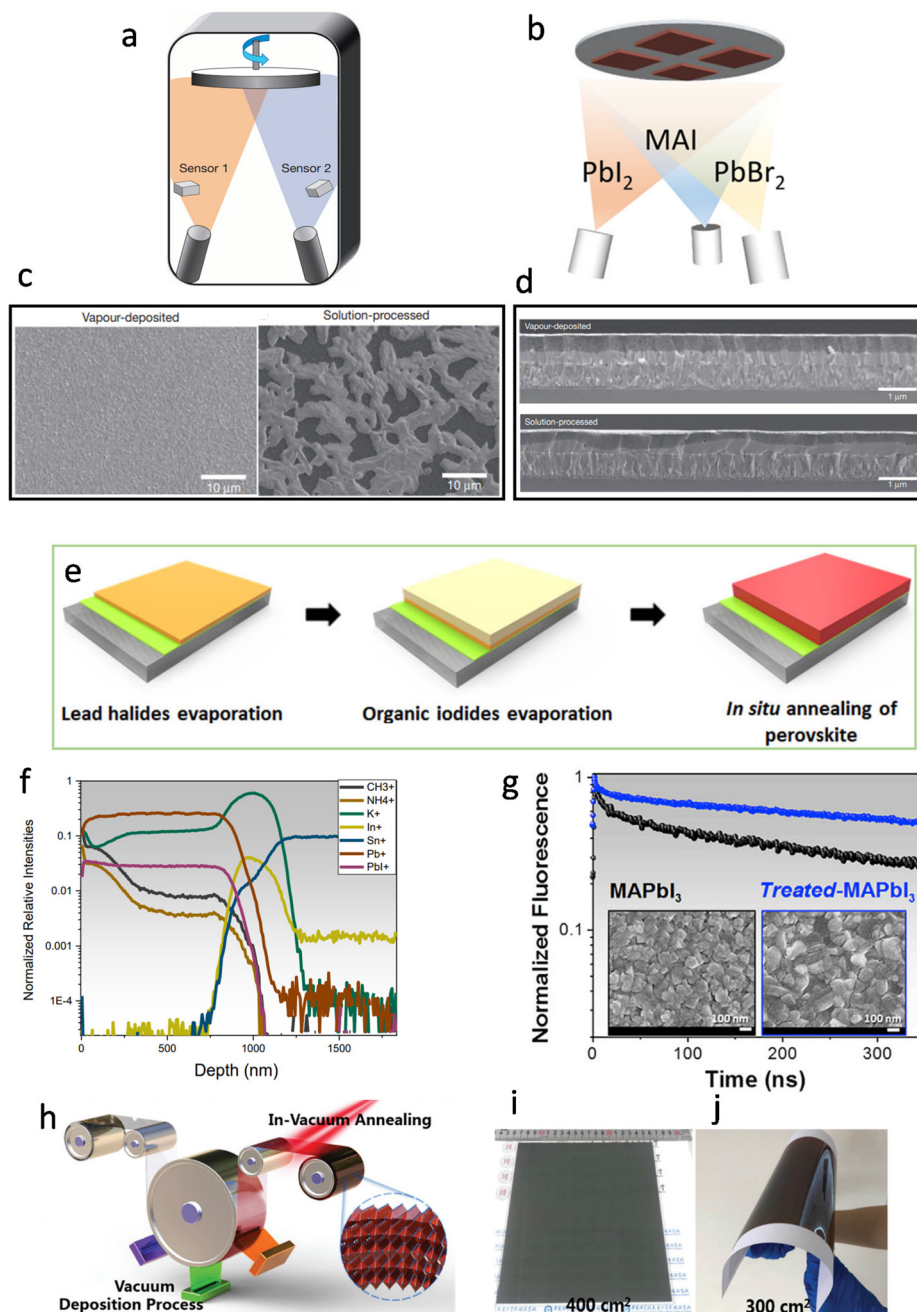 a
Sensor 1
Sensor 2
b
PbI2
MAI
PbBr2
c
Vapour-deposited
Solution-processed
10 µm
10 µm
d
Vapour-deposited
1 µm
Solution-processed
1 µm
e
Lead halides evaporation
Organic iodides evaporation
In situ annealing of
perovskite
f
Normalized Relative Intensities
1
0.1
0.01
0.001
1E-4
CH3+
NH4+
K+
In+
Sn+
Pb+
PbI+
0
500
1000
1500
Depth (nm)
g
Normalized Fluorescence
1
0.1
MAPbI3
Treated-MAPbI3
100 nm
100 nm
0
100
200
300
Time (ns)
h
In-Vacuum Annealing
Vacuum
Deposition Process
i
400 cm2
j
300 cm2